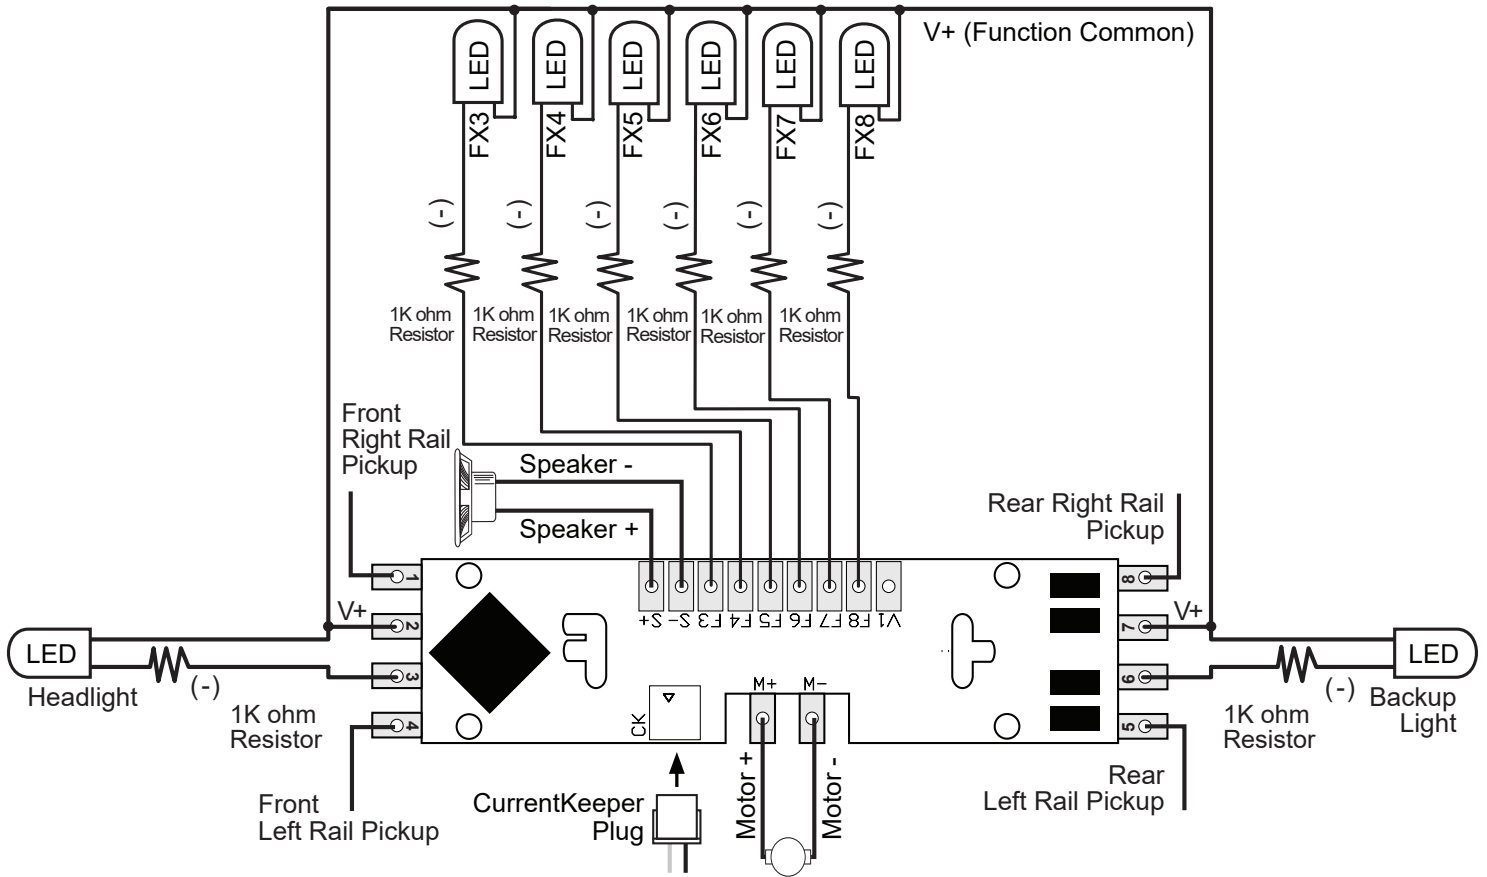 V+ (Function Common)
LED
LED
LED
LED
LED
LED
FX3
FX4
FX5
FX6
FX7
FX8
(-)
(-)
(-)
(-)
(-)
(-)
1K ohm
Resistor
1K ohm
Resistor
1K ohm
Resistor
1K ohm
Resistor
1K ohm
Resistor
1K ohm
Resistor
Front
Right Rail
Pickup
Speaker -
Speaker +
Rear Right Rail
Pickup
1
2
3
4
V+
S+
S-
F3
F4
F5
F6
F7
F8
V1
8
7
6
5
V+
LED
Headlight
(-)
1K ohm
Resistor
LED
Backup
Light
(-)
1K ohm
Resistor
CK
M+
M-
Motor +
Motor -
Front
Left Rail Pickup
CurrentKeeper
Plug
Rear
Left Rail Pickup